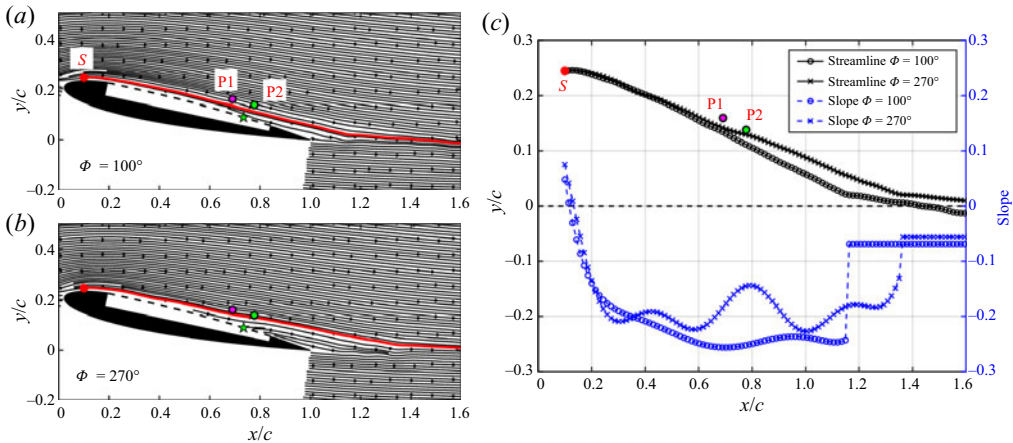 (a)
0.4
0.2
0
–0.2
y/c
S
P1
P2
Φ = 100°
0 0.2 0.4 0.6 0.8 1.0 1.2 1.4 1.6
(b)
0.4
0.2
0
–0.2
y/c
Φ = 270°
0 0.2 0.4 0.6 0.8 1.0 1.2 1.4 1.6
x/c
(c)
0.3
0.2
0.1
0
–0.1
–0.2
–0.3
y/c
S
P1
P2
Streamline Φ = 100°
Streamline Φ = 270°
Slope Φ = 100°
Slope Φ = 270°
0.3
0.2
0.1
0
–0.1
–0.2
–0.3
Slope
0 0.2 0.4 0.6 0.8 1.0 1.2 1.4 1.6
x/c